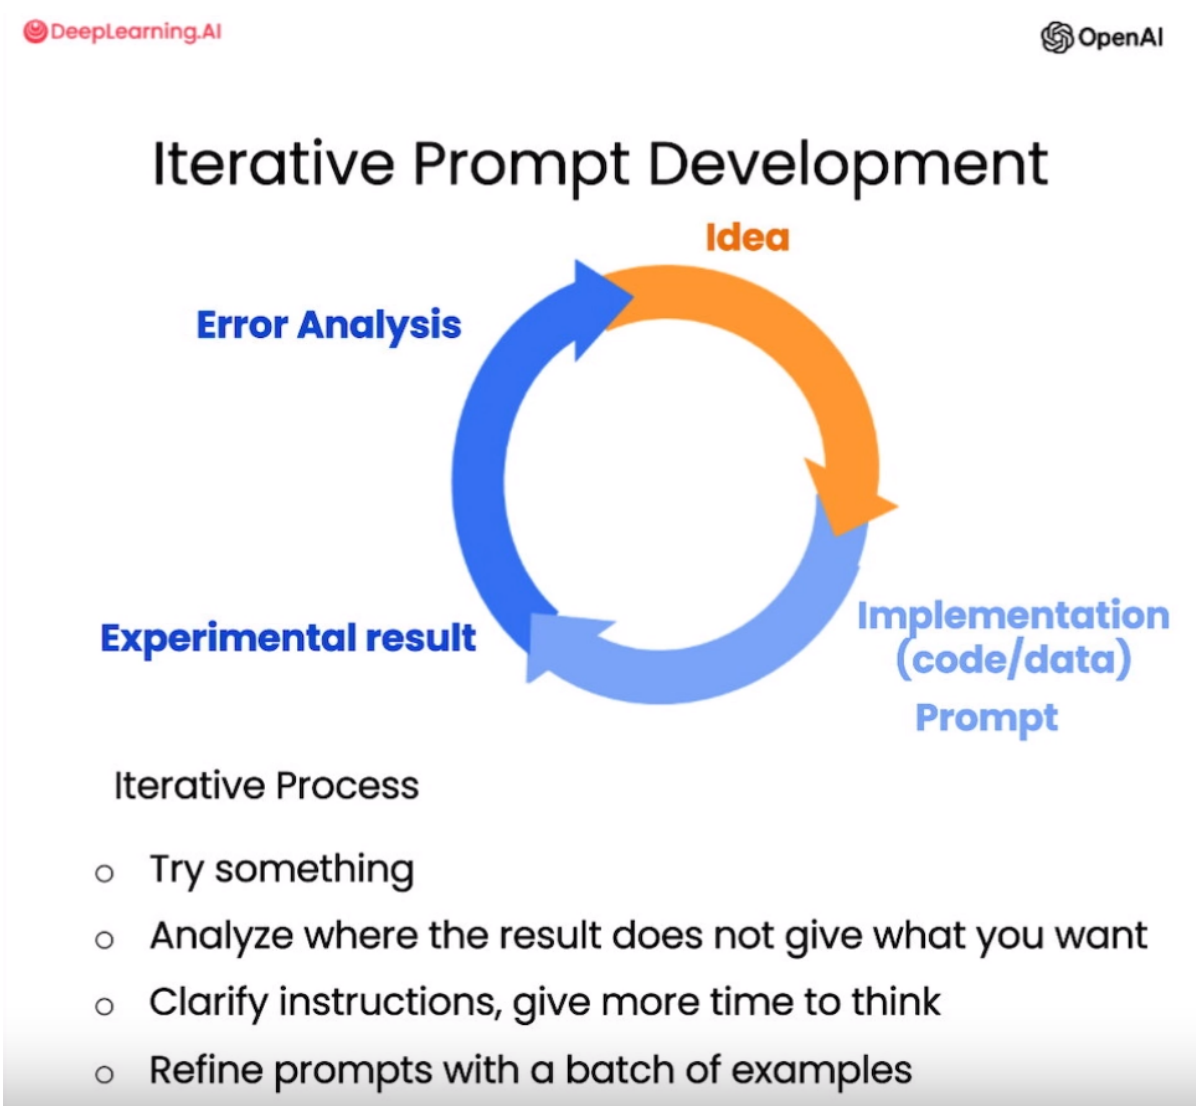 DeepLearning.AI
OpenAI
Iterative Prompt Development
Idea
Error Analysis
Experimental result
Implementation
(code/data)
Prompt
Iterative Process
o Try something
o Analyze where the result does not give what you want
o Clarify instructions, give more time to think
o Refine prompts with a batch of examples